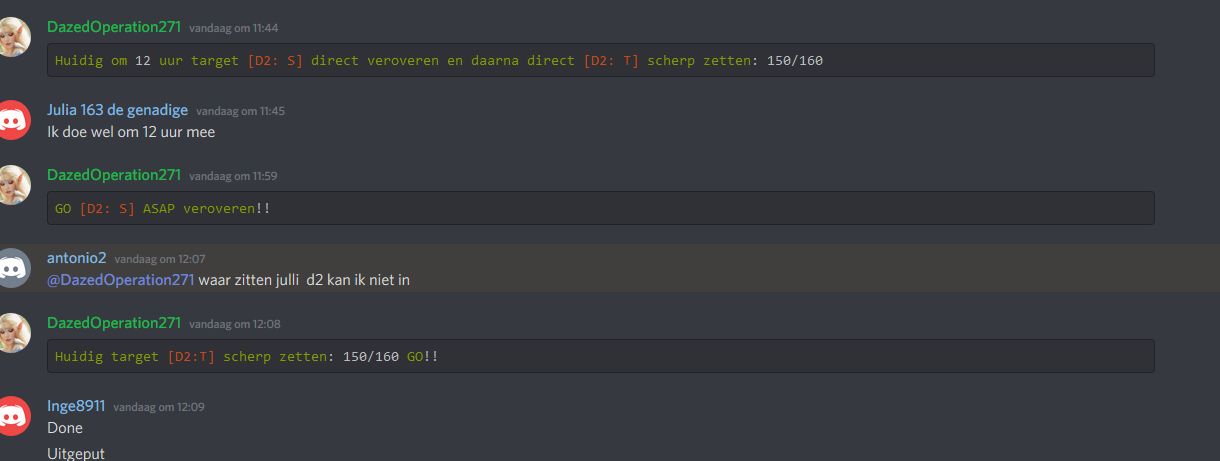 DazedOperation271 vandaag om 11:44
Huidig om 12 uur target [D2: S] direct veroveren en daarna direct [D2: T] scherp zetten: 150/160
Julia 163 de genadige vandaag om 11:45
Ik doe wel om 12 uur mee
DazedOperation271 vandaag om 11:59
GO [D2: S] ASAP veroveren!!
antonio2 vandaag om 12:07
@DazedOperation271 waar zitten julli d2 kan ik niet in
DazedOperation271 vandaag om 12:08
Huidig target [D2:T] scherp zetten: 150/160 GO!!
Inge8911 vandaag om 12:09
Done
Uitgeput